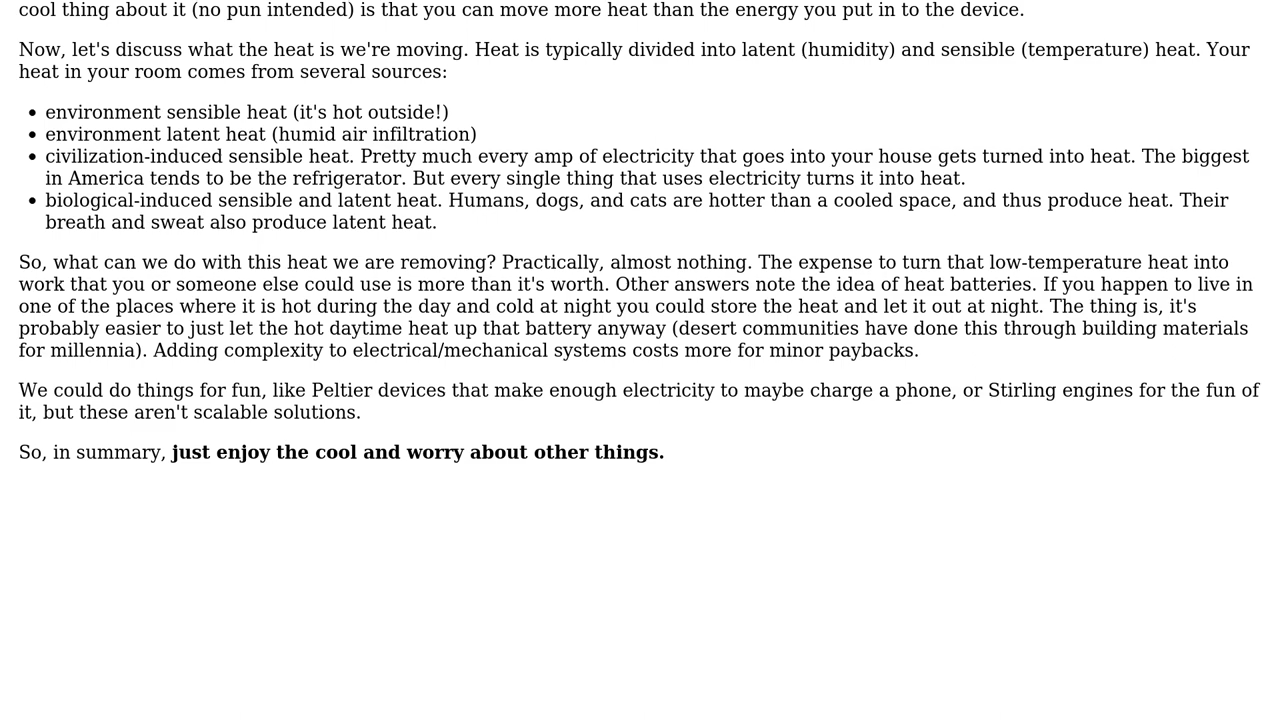 cool thing about it (no pun intended) is that you can move more heat than the energy you put in to the device.
Now, let's discuss what the heat is we're moving. Heat is typically divided into latent (humidity) and sensible (temperature) heat. Your
heat in your room comes from several sources:
• environment sensible heat (it's hot outside!)
• environment latent heat (humid air infiltration)
• civilization-induced sensible heat. Pretty much every amp of electricity that goes into your house gets turned into heat. The biggest
in America tends to be the refrigerator. But every single thing that uses electricity turns it into heat.
• biological-induced sensible and latent heat. Humans, dogs, and cats are hotter than a cooled space, and thus produce heat. Their
breath and sweat also produce latent heat.
So, what can we do with this heat we are removing? Practically, almost nothing. The expense to turn that low-temperature heat into
work that you or someone else could use is more than it's worth. Other answers note the idea of heat batteries. If you happen to live in
one of the places where it is hot during the day and cold at night you could store the heat and let it out at night. The thing is, it's
probably easier to just let the hot daytime heat up that battery anyway (desert communities have done this through building materials
for millennia). Adding complexity to electrical/mechanical systems costs more for minor paybacks.
We could do things for fun, like Peltier devices that make enough electricity to maybe charge a phone, or Stirling engines for the fun of
it, but these aren't scalable solutions.
So, in summary, just enjoy the cool and worry about other things.